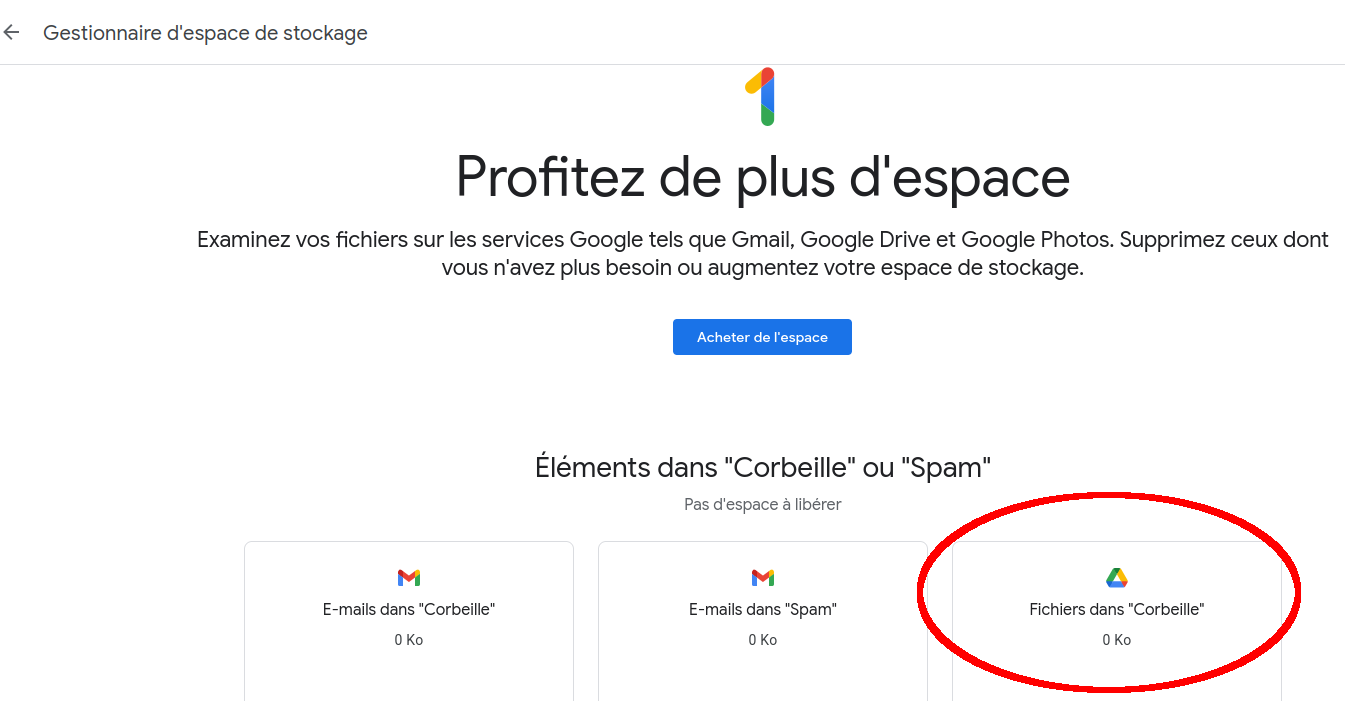 Gestionnaire d'espace de stockage
Profitez de plus d'espace
Examinez vos fichiers sur les services Google tels que Gmail, Google Drive et Google Photos. Supprimez ceux dont
vous n'avez plus besoin ou augmentez votre espace de stockage.
Acheter de l'espace
Éléments dans "Corbeille" ou "Spam"
Pas d'espace à libérer
E-mails dans "Corbeille"
0 Ko
E-mails dans "Spam"
0 Ko
Fichiers dans "Corbeille"
0 Ko